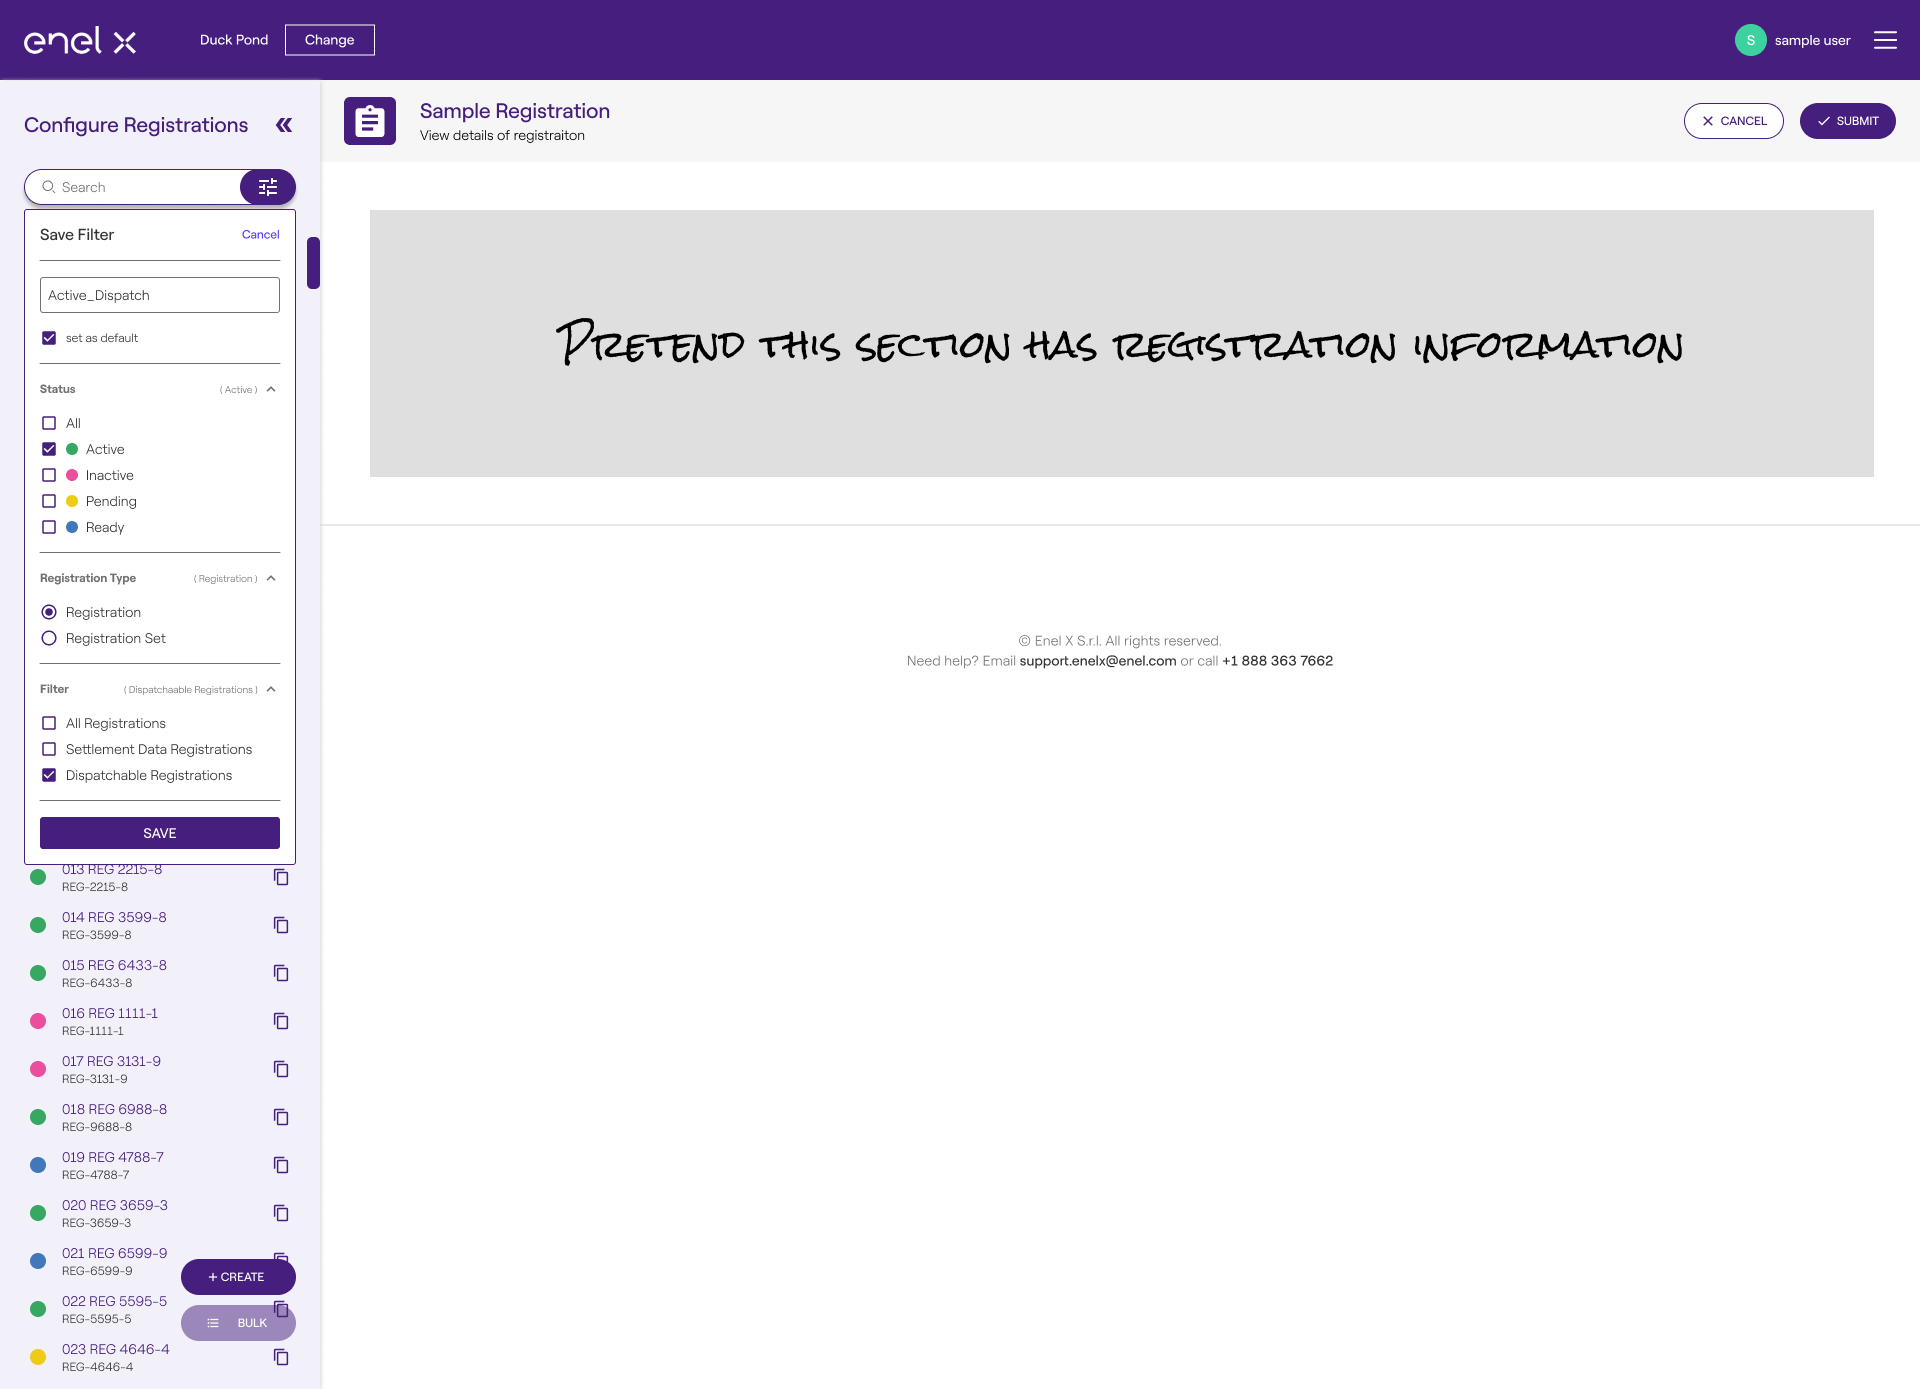 enel x
Duck Pond
Change
S
sample user
Configure Registrations
Search
Save Filter
Cancel
Active_Dispatch
set as default
Status
( Active )
All
Active
Inactive
Pending
Ready
Registration Type
( Registration )
Registration
Registration Set
Filter
( Dispatchaable Registrations )
All Registrations
Settlement Data Registrations
Dispatchable Registrations
SAVE
013 REG 2215-8
REG-2215-8
014 REG 3599-8
REG-3599-8
015 REG 6433-8
REG-6433-8
016 REG 1111-1
REG-1111-1
017 REG 3131-9
REG-3131-9
018 REG 6988-8
REG-9688-8
019 REG 4788-7
REG-4788-7
020 REG 3659-3
REG-3659-3
021 REG 6599-9
REG-6599-9
022 REG 5595-5
REG-5595-5
023 REG 4646-4
REG-4646-4
+ CREATE
BULK
Sample Registration
View details of registraiton
CANCEL
SUBMIT
Pretend this section has registration information
© Enel X S.r.l. All rights reserved.
Need help? Email support.enelx@enel.com or call +1 888 363 7662